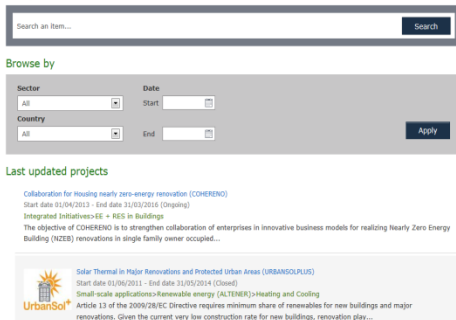 Search an item...
Search
Browse by
Sector
Date
All
Start
Country
All
End
Apply
Last updated projects
Collaboration for Housing nearly zero-energy renovation (COHERENO)
Start date 01/04/2013 - End date 31/03/2016 (Ongoing)
Integrated Initiatives>EE + RES in Buildings
The objective of COHERENO is to strengthen collaboration of enterprises in innovative business models for realizing Nearly Zero Energy
Building (NZEB) renovations in single family owner occupied...
Solar Thermal in Major Renovations and Protected Urban Areas (URBANSOLPLUS)
Start date 01/06/2011 - End date 31/05/2014 (Closed)
Small-scale applications>Renewable energy (ALTENER)>Heating and Cooling
UrbanSol+
Article 13 of the 2009/28/EC Directive requires minimum share of renewables for new buildings and major
renovations. Given the current very low construction rate for new buildings, renovation play...